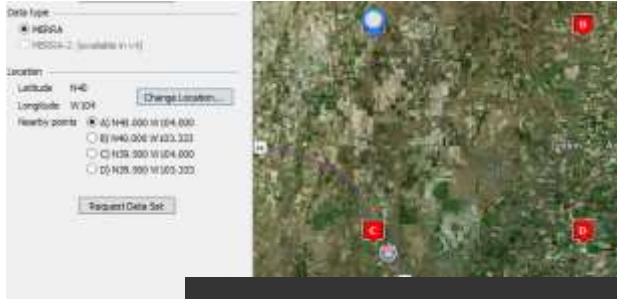 Data type
MERRA
MERRA-2 (available in v4)
Location
Latitude N40
Longitude W104
Change Location...
Nearby points A) N40.000 W104.000
B) N40.000 W103.333
C) N39.500 W104.000
D) N39.500 W103.333
Request Data Set
B
C
D